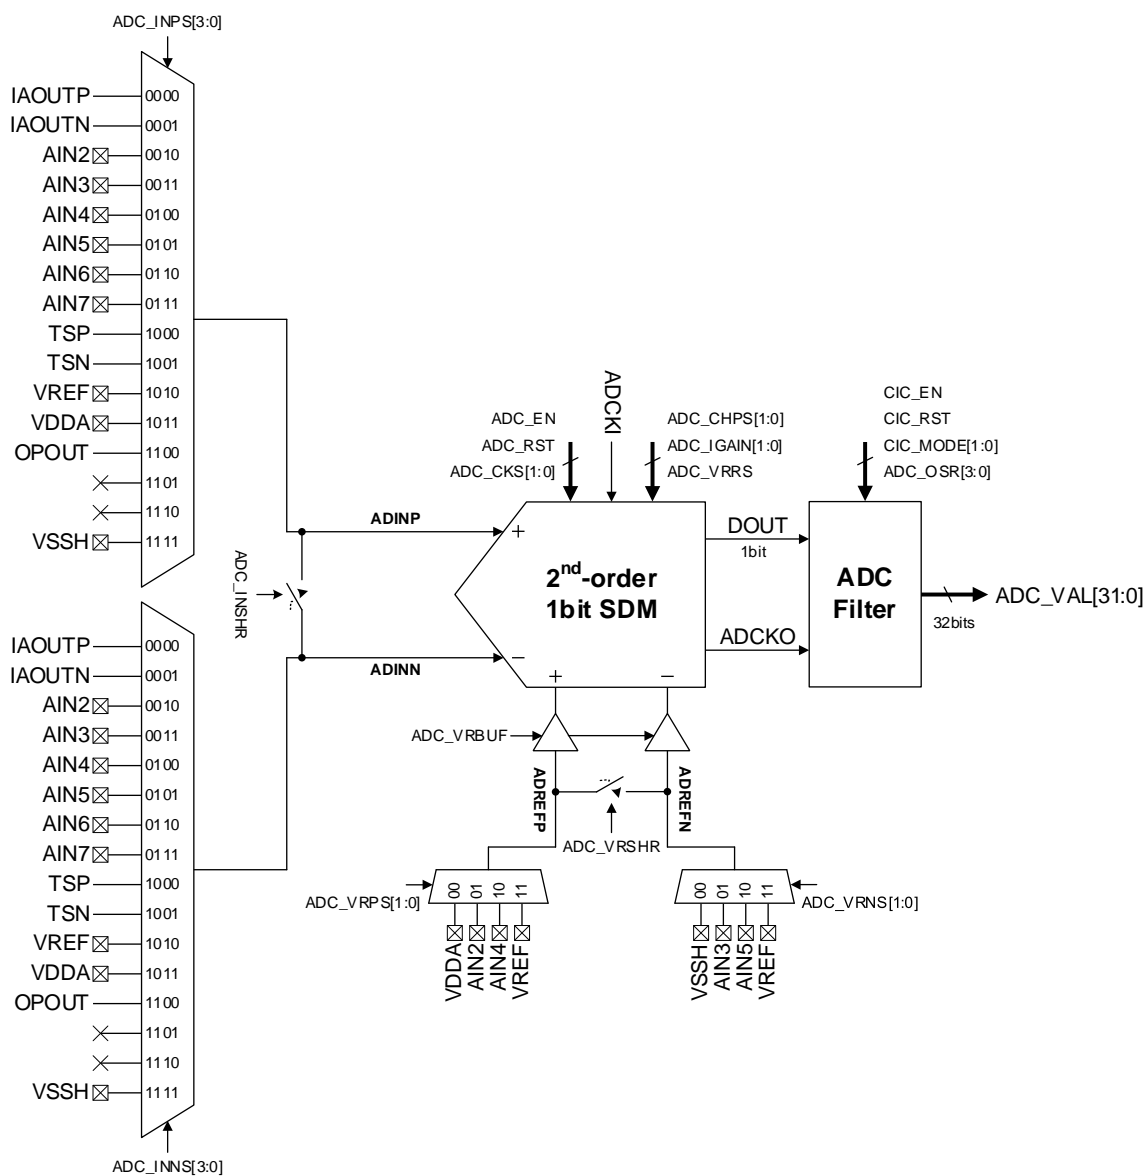 ADC_INPS[3:0]
IAOUTP 0000
IAOUTN 0001
AIN2 0010
AIN3 0011
AIN4 0100
AIN5 0101
AIN6 0110
AIN7 0111
TSP 1000
TSN 1001
VREF 1010
VDDA 1011
OPOUT 1100
1101
1110
VSSH 1111
ADC_INSHR
IAOUTP 0000
IAOUTN 0001
AIN2 0010
AIN3 0011
AIN4 0100
AIN5 0101
AIN6 0110
AIN7 0111
TSP 1000
TSN 1001
VREF 1010
VDDA 1011
OPOUT 1100
1101
1110
VSSH 1111
ADC_INNS[3:0]
ADINP
ADINN
ADC_EN
ADC_RST
ADC_CKS[1:0]
ADCKI
ADC_CHPS[1:0]
ADC_IGAIN[1:0]
ADC_VRRS
+
−
2nd-order
1bit SDM
+ −
DOUT
1bit
ADCKO
CIC_EN
CIC_RST
CIC_MODE[1:0]
ADC_OSR[3:0]
ADC
Filter
ADC_VAL[31:0]
32bits
ADC_VRBUF
ADREFP
ADREFN
ADC_VRSHR
ADC_VRPS[1:0]
00 01 10 11
VDDA AIN2 AIN4 VREF
ADC_VRNS[1:0]
00 01 10 11
VSSH AIN3 AIN5 VREF